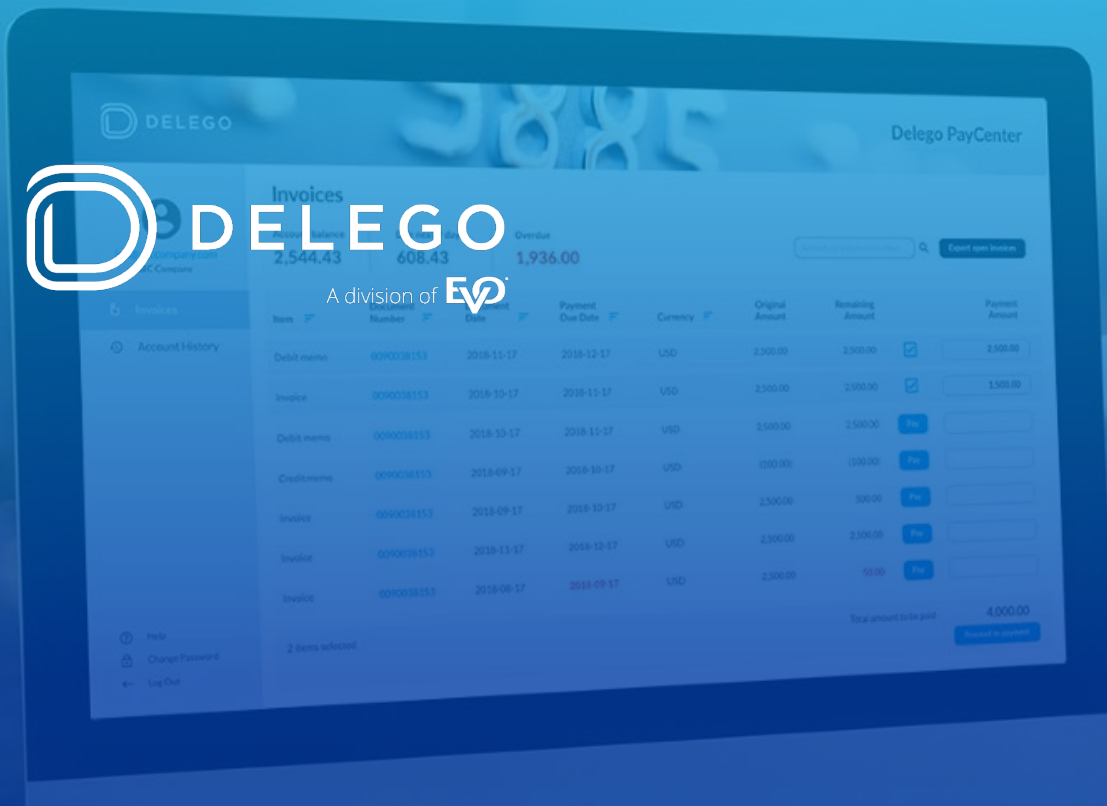 DELEGO
Delego PayCenter
Invoices
DELEGO
Overdue
2,544.43 608.43 1,936.00
Export open invoices
A division of EVO
Company
Invoices
Account History
Item Document Number Date Payment Due Date Currency Original Amount Remaining Amount Payment Amount
Debit memo 0090038153 2018-11-17 2018-12-17 USD 2,500.00 2,500.00 2,500.00
Invoice 0090038153 2018-10-17 2018-11-17 USD 2,500.00 2,500.00 1,500.00
Debit memo 0090038153 2018-10-17 2018-11-17 USD 2,500.00 2,500.00 Pay
Credit memo 0090038153 2018-09-17 2018-10-17 USD (100.00) (100.00) Pay
Invoice 0090038153 2018-09-17 2018-10-17 USD 2,500.00 500.00 Pay
Invoice 0090038153 2018-11-17 2018-12-17 USD 2,500.00 2,500.00 Pay
Invoice 0090038153 2018-08-17 2018-09-17 USD 2,500.00 50.00 Pay
Total amount to be paid 4,000.00
2 items selected Proceed to payment
Help
Change Password
Log Out